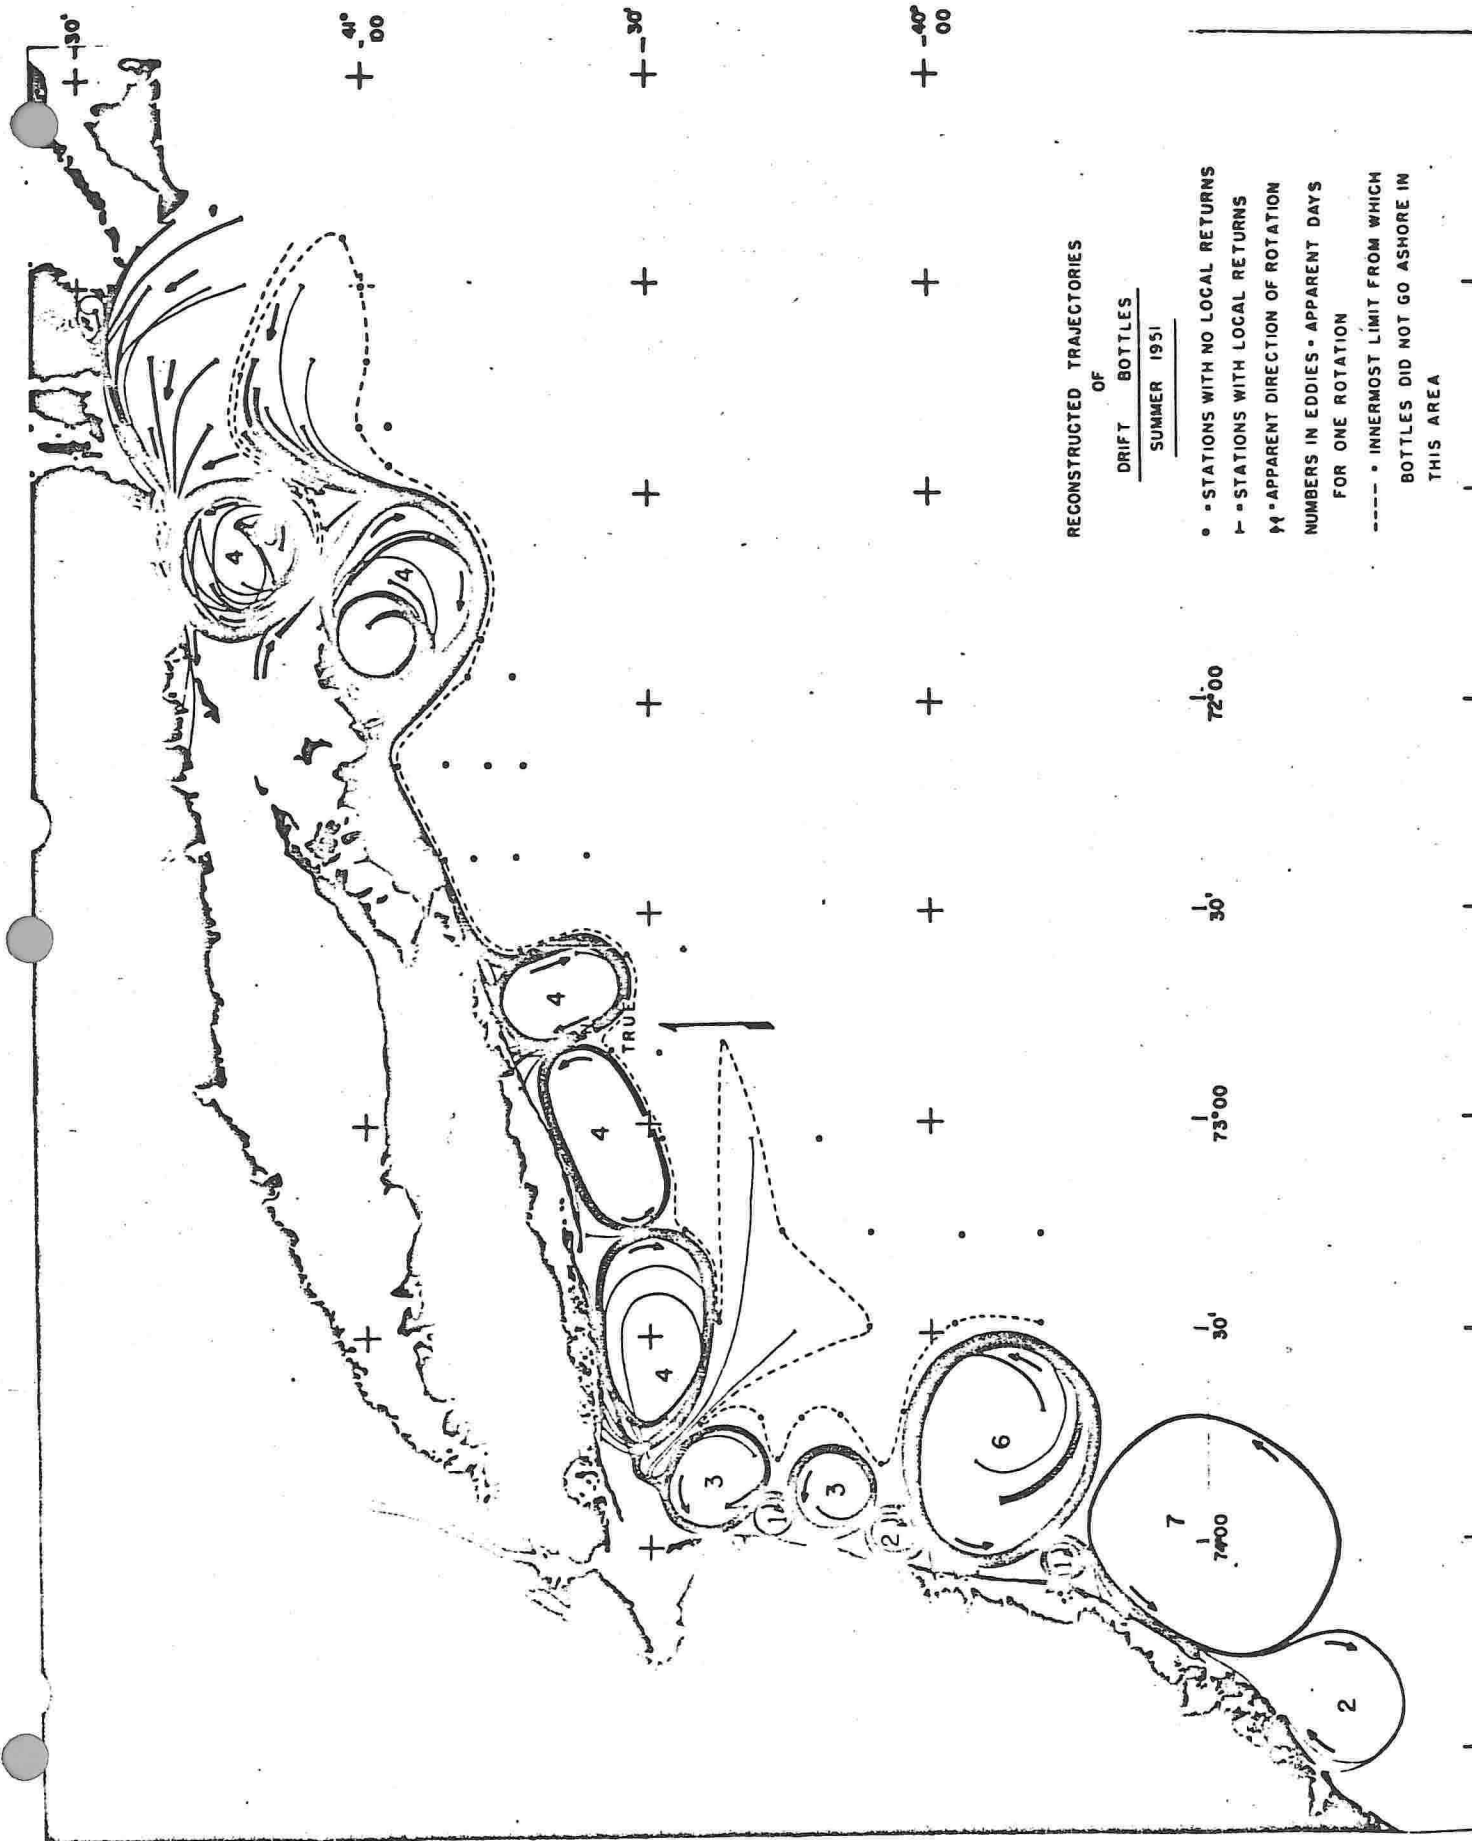 RECONSTRUCTED TRAJECTORIES
OF
DRIFT BOTTLES
SUMMER 1951
• = STATIONS WITH NO LOCAL RETURNS
⊢ = STATIONS WITH LOCAL RETURNS
= APPARENT DIRECTION OF ROTATION
NUMBERS IN EDDIES = APPARENT DAYS
FOR ONE ROTATION
---- = INNERMOST LIMIT FROM WHICH
BOTTLES DID NOT GO ASHORE IN
THIS AREA
30'
41°
00
30'
40°
00
72°00
30'
73°00
30'
74°00
TRUE
4
4
4
4
4
3
1
3
2
6
1
7
2